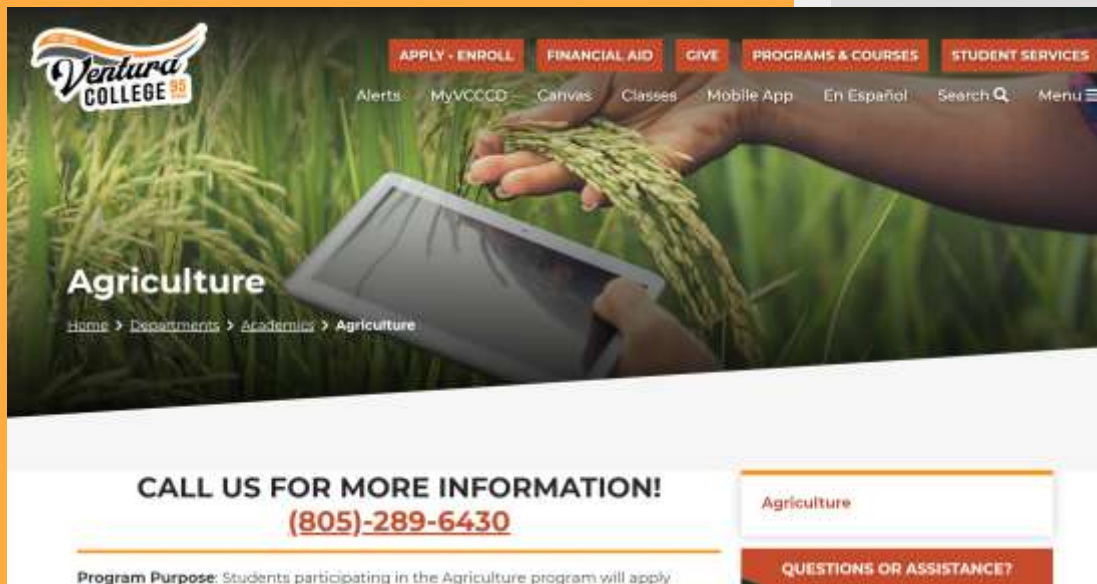 Ventura
COLLEGE 95
APPLY - ENROLL FINANCIAL AID GIVE PROGRAMS & COURSES STUDENT SERVICES
Alerts MyVCCCD Canvas Classes Mobile App En Español Search Menu
Agriculture
Home > Departments > Academics > Agriculture
CALL US FOR MORE INFORMATION!
(805)-289-6430
Agriculture
QUESTIONS OR ASSISTANCE?
Program Purpose: Students participating in the Agriculture program will apply